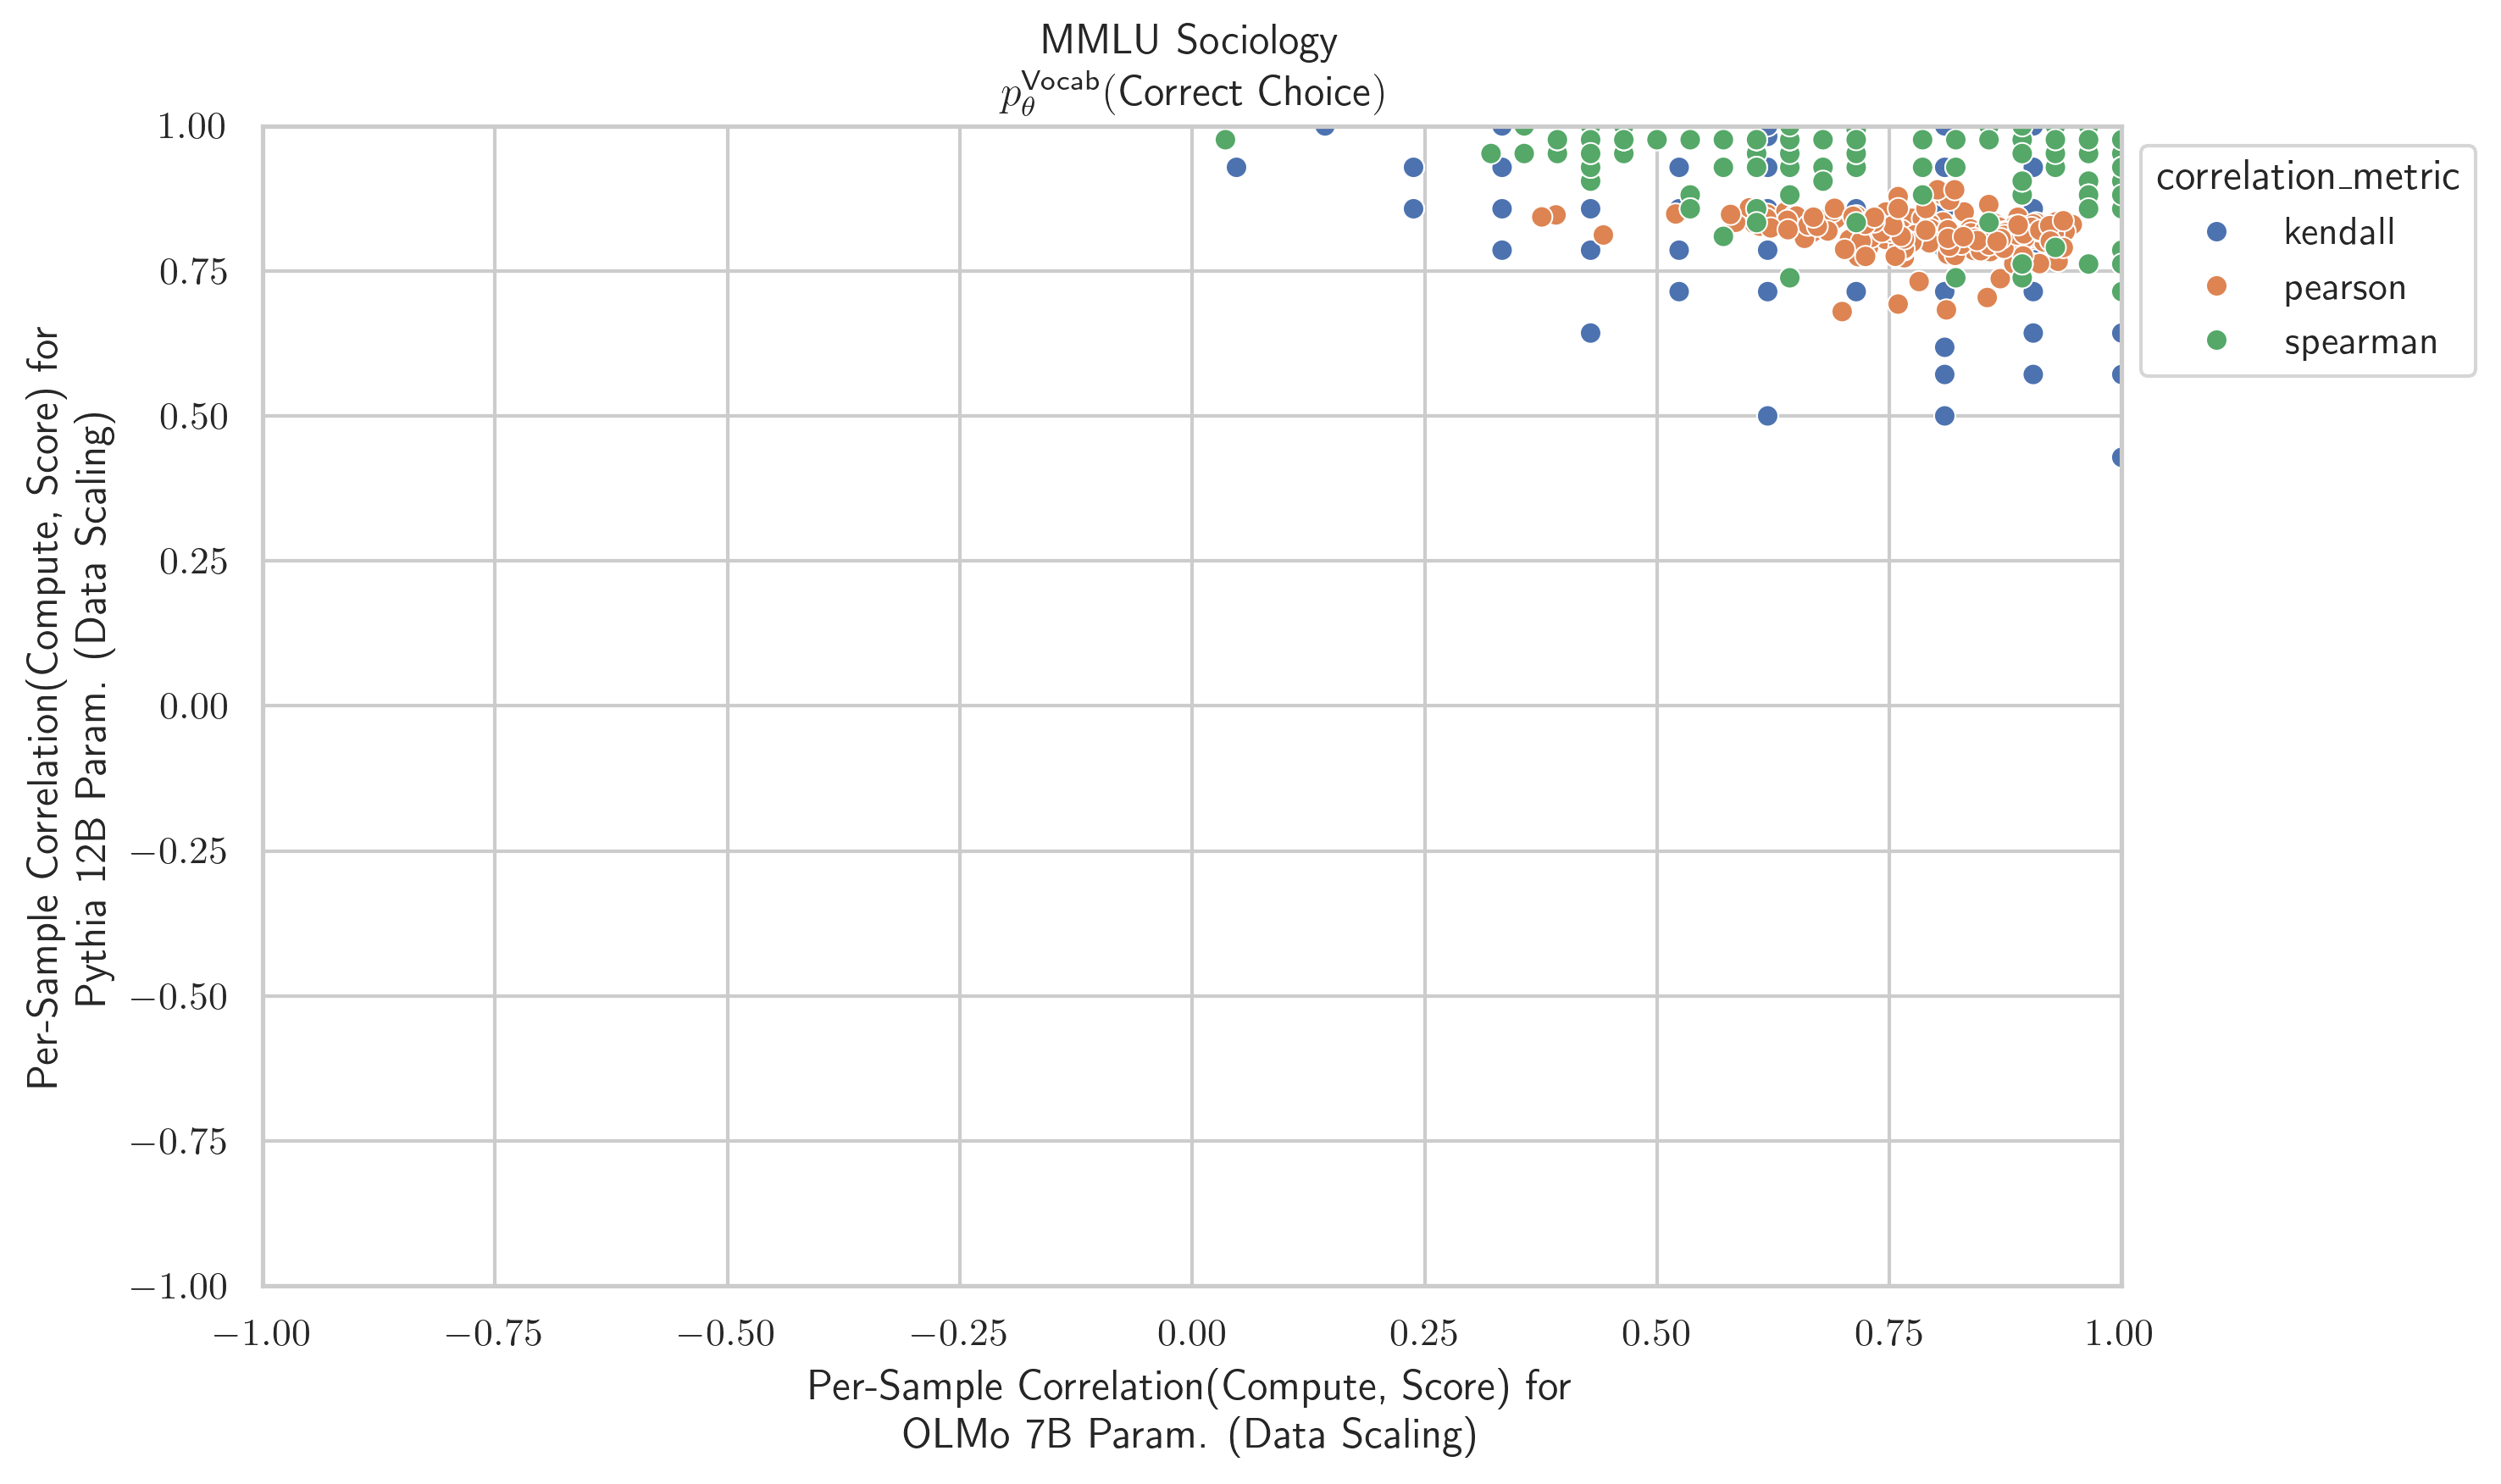 MMLU Sociology
p_θ^Vocab(Correct Choice)
1.00
0.75
0.50
0.25
0.00
−0.25
−0.50
−0.75
−1.00
Per-Sample Correlation(Compute, Score) for
Pythia 12B Param. (Data Scaling)
−1.00 −0.75 −0.50 −0.25 0.00 0.25 0.50 0.75 1.00
Per-Sample Correlation(Compute, Score) for
OLMo 7B Param. (Data Scaling)
correlation_metric
kendall
pearson
spearman